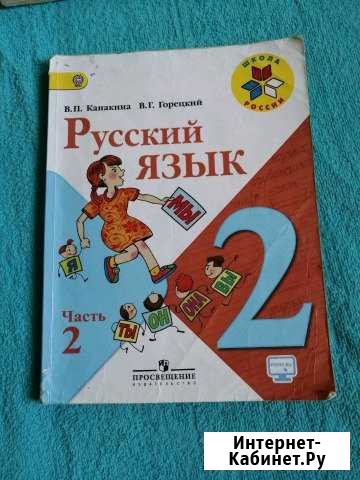 В.П. Канакина В.Г. Горецкий
ШКОЛА
РОССИИ
Русский
язык
МЫ
Я
ТЫ
ОН
ОНА
ВЫ
2
Часть
2
ПРОСВЕЩЕНИЕ
ИЗДАТЕЛЬСТВО
Интернет-
Кабинет.Ру